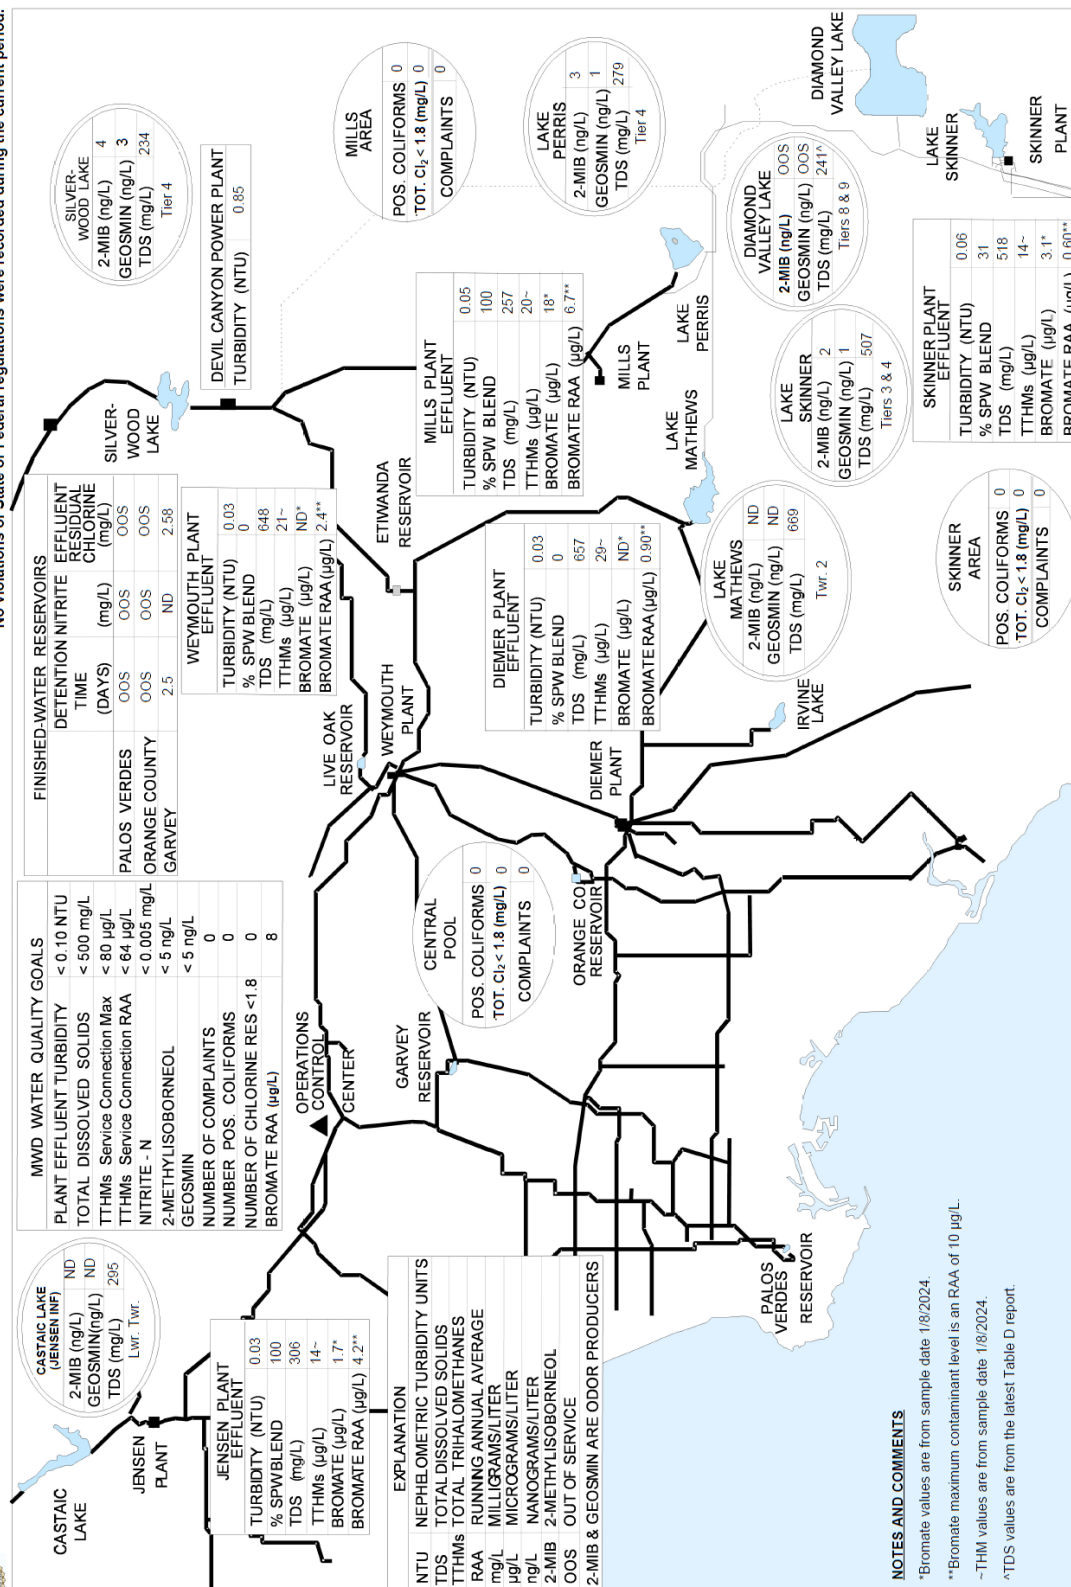 No violations of State or Federal regulations were recorded during the current period.
CASTAIC LAKE
(JENSEN INF)
2-MIB (ng/L) ND
GEOSMIN(ng/L) ND
TDS (mg/L) 295
Lwr. Twr.
CASTAIC
LAKE
JENSEN
PLANT
JENSEN PLANT
EFFLUENT
TURBIDITY (NTU) 0.03
% SPWBLEND 100
TDS (mg/L) 306
TTHMs (µg/L) 14~
BROMATE (µg/L) 1.7*
BROMATE RAA (µg/L) 4.2**
MWD WATER QUALITY GOALS
PLANT EFFLUENT TURBIDITY < 0.10 NTU
TOTAL DISSOLVED SOLIDS < 500 mg/L
TTHMs Service Connection Max < 80 µg/L
TTHMs Service Connection RAA < 64 µg/L
NITRITE - N < 0.005 mg/L
2-METHYLISOBORNEOL < 5 ng/L
GEOSMIN < 5 ng/L
NUMBER OF COMPLAINTS 0
NUMBER POS. COLIFORMS 0
NUMBER OF CHLORINE RES <1.8 0
BROMATE RAA (µg/L) 8
FINISHED-WATER RESERVOIRS
DETENTION TIME (DAYS) NITRITE (mg/L) EFFLUENT RESIDUAL CHLORINE (mg/L)
PALOS VERDES OOS OOS OOS
ORANGE COUNTY OOS OOS OOS
GARVEY 2.5 ND 2.58
WEYMOUTH PLANT
EFFLUENT
TURBIDITY (NTU) 0.03
% SPW BLEND 0
TDS (mg/L) 648
TTHMs (µg/L) 21~
BROMATE (µg/L) ND*
BROMATE RAA (µg/L) 2.4**
SILVER-
WOOD LAKE
2-MIB (ng/L) 4
GEOSMIN (ng/L) 3
TDS (mg/L) 234
Tier 4
SILVER-
WOOD
LAKE
DEVIL CANYON POWER PLANT
TURBIDITY (NTU) 0.85
OPERATIONS
CONTROL
CENTER
LIVE OAK
RESERVOIR
WEYMOUTH
PLANT
ETIWANDA
RESERVOIR
MILLS
AREA
POS. COLIFORMS 0
TOT. Cl₂ < 1.8 (mg/L) 0
COMPLAINTS 0
MILLS PLANT
EFFLUENT
TURBIDITY (NTU) 0.05
% SPW BLEND 100
TDS (mg/L) 257
TTHMs (µg/L) 20~
BROMATE (µg/L) 18*
BROMATE RAA (µg/L) 6.7**
GARVEY
RESERVOIR
CENTRAL
POOL
POS. COLIFORMS 0
TOT. Cl₂ < 1.8 (mg/L) 0
COMPLAINTS 0
DIEMER PLANT
EFFLUENT
TURBIDITY (NTU) 0.03
% SPW BLEND 0
TDS (mg/L) 657
TTHMs (µg/L) 29~
BROMATE (µg/L) ND*
BROMATE RAA (µg/L) 0.90**
LAKE
PERRIS
2-MIB (ng/L) 3
GEOSMIN (ng/L) 1
TDS (mg/L) 279
Tier 4
EXPLANATION
NTU NEPHELOMETRIC TURBIDITY UNITS
TDS TOTAL DISSOLVED SOLIDS
TTHMs TOTAL TRIHALOMETHANES
RAA RUNNING ANNUAL AVERAGE
mg/L MILLIGRAMS/LITER
µg/L MICROGRAMS/LITER
ng/L NANOGRAMS/LITER
2-MIB 2-METHYLISOBORNEOL
OOS OUT OF SERVICE
2-MIB & GEOSMIN ARE ODOR PRODUCERS
ORANGE CO.
RESERVOIR
DIEMER
PLANT
MILLS
PLANT
LAKE
PERRIS
LAKE
MATHEWS
LAKE
MATHEWS
2-MIB (ng/L) ND
GEOSMIN (ng/L) ND
TDS (mg/L) 669
Twr. 2
IRVINE
LAKE
DIAMOND
VALLEY LAKE
2-MIB (ng/L) OOS
GEOSMIN (ng/L) OOS
TDS (mg/L) 241^
Tiers 8 & 9
LAKE
SKINNER
2-MIB (ng/L) 2
GEOSMIN (ng/L) 1
TDS (mg/L) 507
Tiers 3 & 4
DIAMOND
VALLEY LAKE
LAKE
SKINNER
SKINNER
PLANT
SKINNER PLANT
EFFLUENT
TURBIDITY (NTU) 0.06
% SPW BLEND 31
TDS (mg/L) 518
TTHMs (µg/L) 14~
BROMATE (µg/L) 3.1*
BROMATE RAA (µg/L) 0.60**
SKINNER
AREA
POS. COLIFORMS 0
TOT. Cl₂ < 1.8 (mg/L) 0
COMPLAINTS 0
PALOS
VERDES
RESERVOIR
NOTES AND COMMENTS
*Bromate values are from sample date 1/8/2024.
**Bromate maximum contaminant level is an RAA of 10 µg/L.
~THM values are from sample date 1/8/2024.
^TDS values are from the latest Table D report.